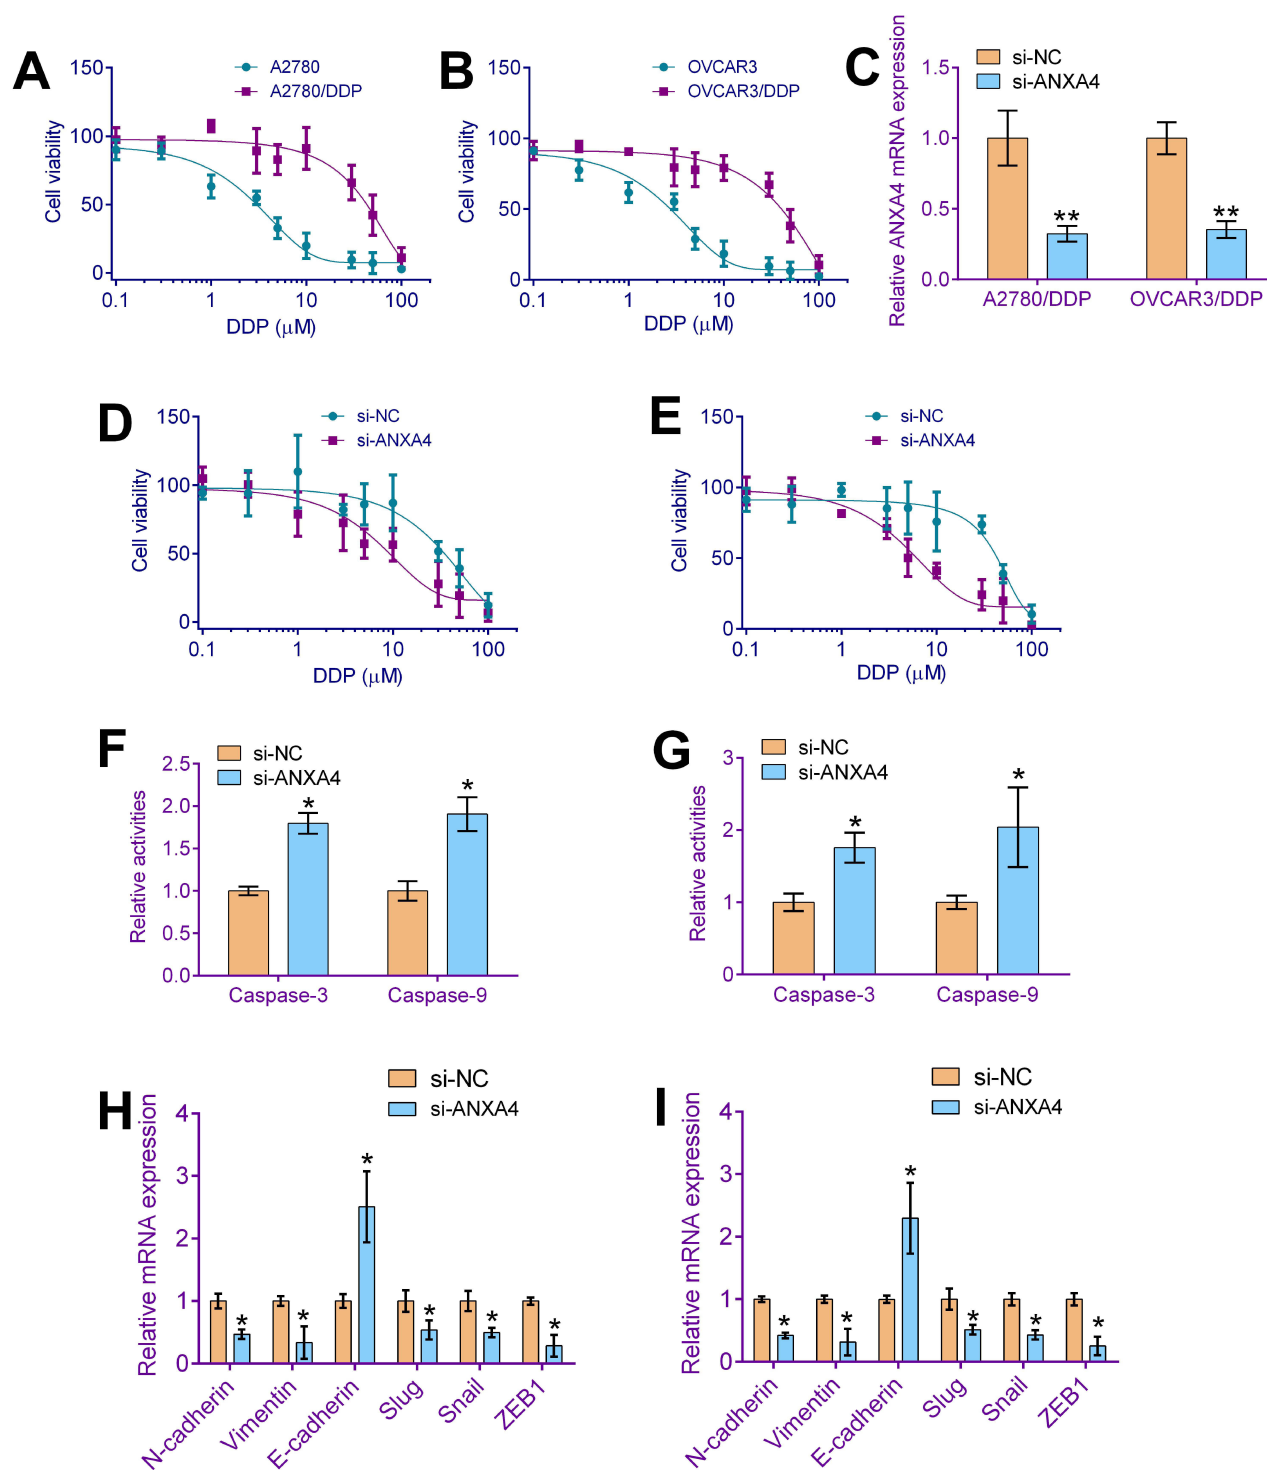 A
Cell viability
150
100
50
0
A2780
A2780/DDP
0.1 1 10 100
DDP (μM)
B
Cell viability
150
100
50
0
OVCAR3
OVCAR3/DDP
0.1 1 10 100
DDP (μM)
C
Relative ANXA4 mRNA expression
1.5
1.0
0.5
0.0
si-NC
si-ANXA4
** **
A2780/DDP OVCAR3/DDP
D
Cell viability
150
100
50
0
si-NC
si-ANXA4
0.1 1 10 100
DDP (μM)
E
Cell viability
150
100
50
0
si-NC
si-ANXA4
0.1 1 10 100
DDP (μM)
F
Relative activities
2.5
2.0
1.5
1.0
0.5
0.0
si-NC
si-ANXA4
* *
Caspase-3 Caspase-9
G
Relative activities
3
2
1
0
si-NC
si-ANXA4
* *
Caspase-3 Caspase-9
H
Relative mRNA expression
4
3
2
1
0
si-NC
si-ANXA4
* * * * * *
N-cadherin Vimentin E-cadherin Slug Snail ZEB1
I
Relative mRNA expression
4
3
2
1
0
si-NC
si-ANXA4
* * * * * *
N-cadherin Vimentin E-cadherin Slug Snail ZEB1